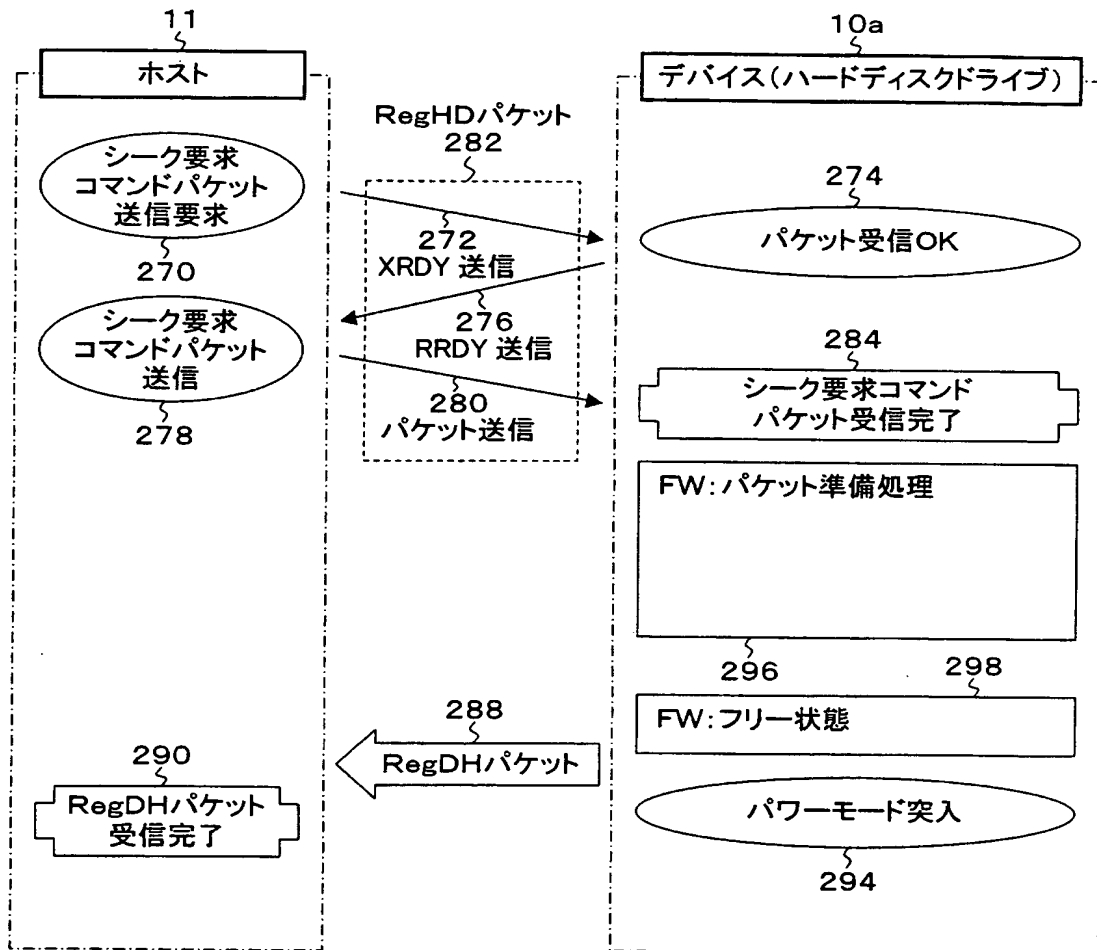 11
ホスト
10a
デバイス(ハードディスクドライブ)
RegHDパケット
282
シーク要求
コマンドパケット
送信要求
270
272
XRDY 送信
274
パケット受信OK
276
RRDY 送信
シーク要求
コマンドパケット
送信
278
280
パケット送信
284
シーク要求コマンド
パケット受信完了
FW:パケット準備処理
296
298
FW:フリー状態
288
RegDHパケット
290
RegDHパケット
受信完了
パワーモード突入
294